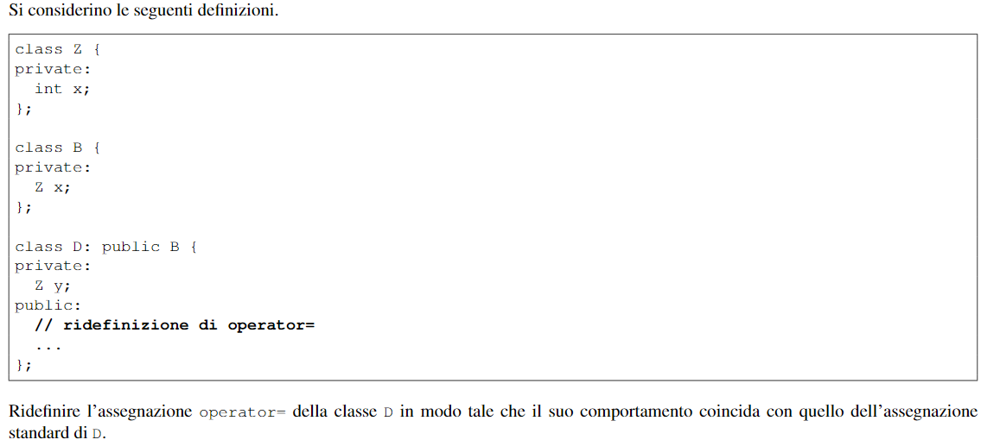 Si considerino le seguenti definizioni.
class Z {
private:
  int x;
};
class B {
private:
  Z x;
};
class D: public B {
private:
  Z y;
public:
  // ridefinizione di operator=
  ...
};
Ridefinire l'assegnazione operator= della classe D in modo tale che il suo comportamento coincida con quello dell'assegnazione
standard di D.